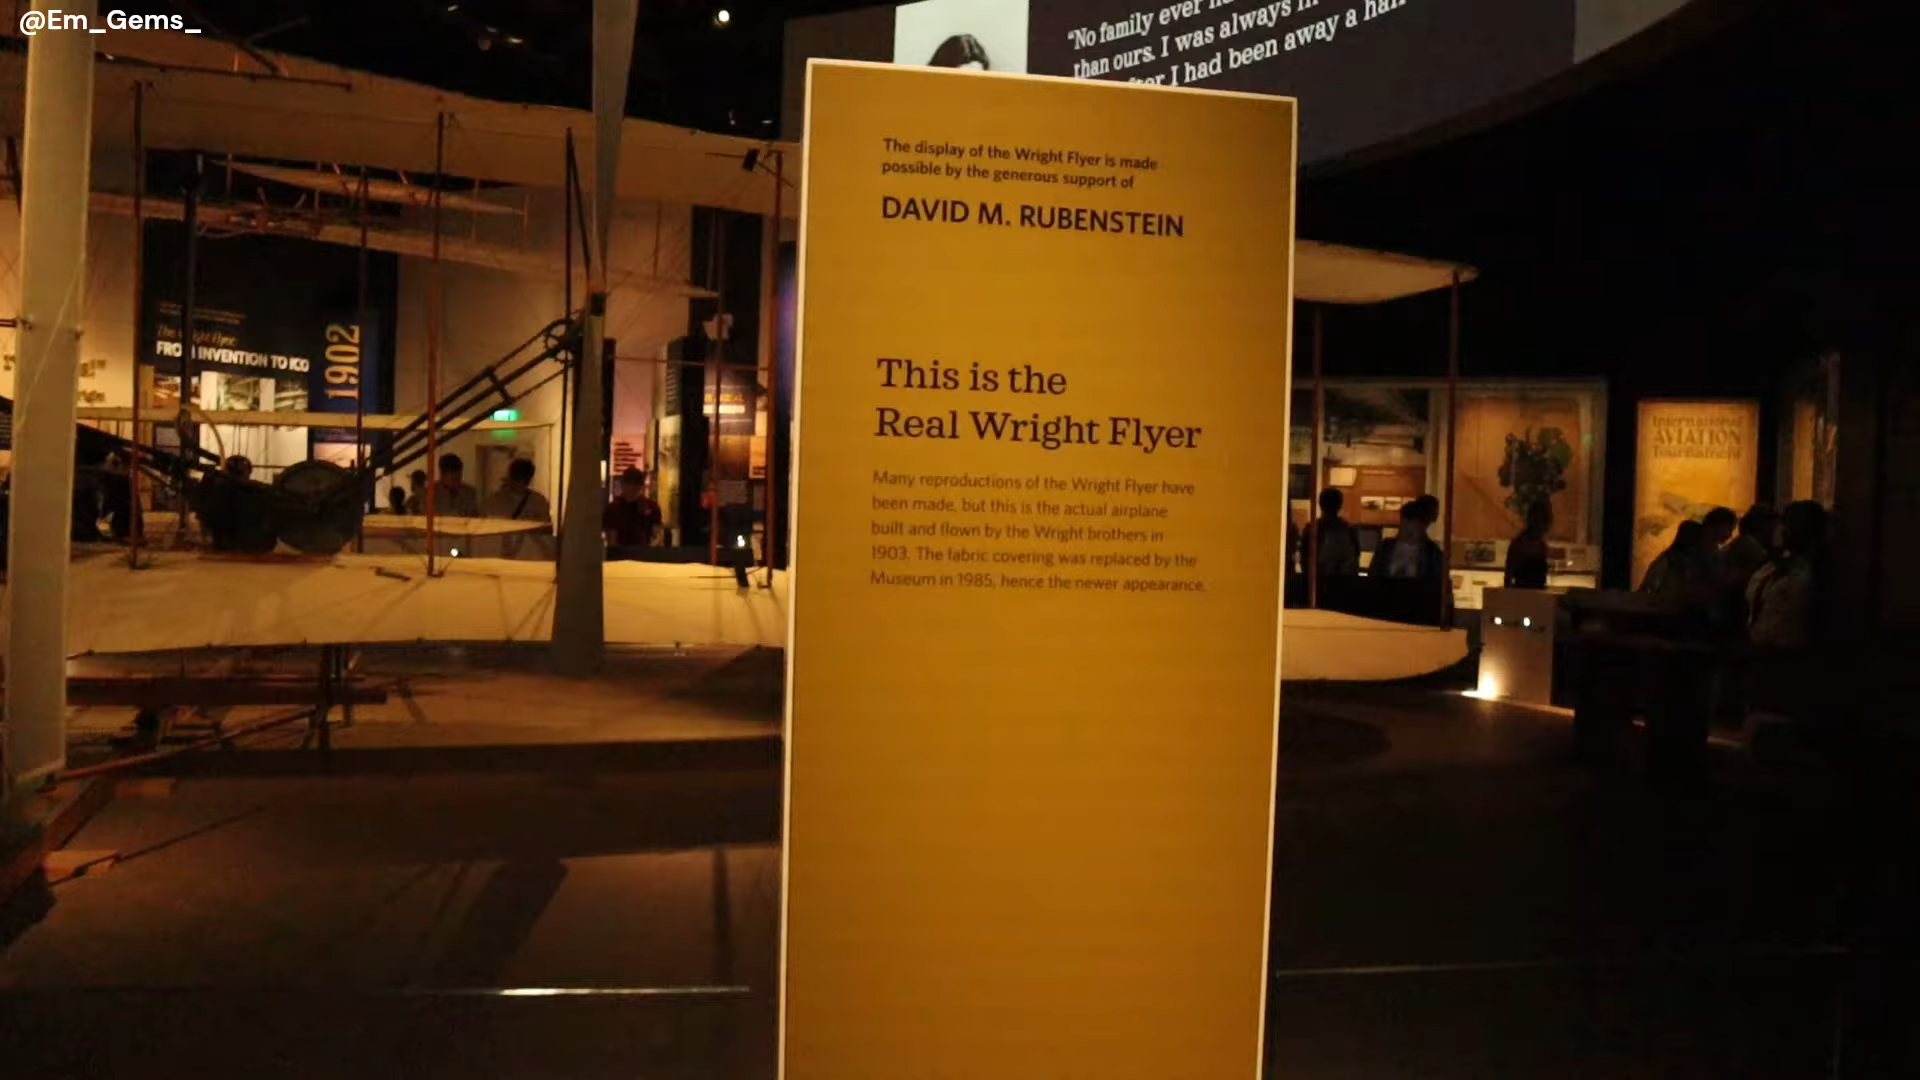 @Em_Gems_
"No family ever
than ours. I was always
I had been away a
The display of the Wright Flyer is made
possible by the generous support of
DAVID M. RUBENSTEIN
This is the
Real Wright Flyer
Many reproductions of the Wright Flyer have
been made, but this is the actual airplane
built and flown by the Wright brothers in
1903. The fabric covering was replaced by the
Museum in 1985, hence the newer appearance.
FROM INVENTION TO
1902
International
AVIATION
Tournament